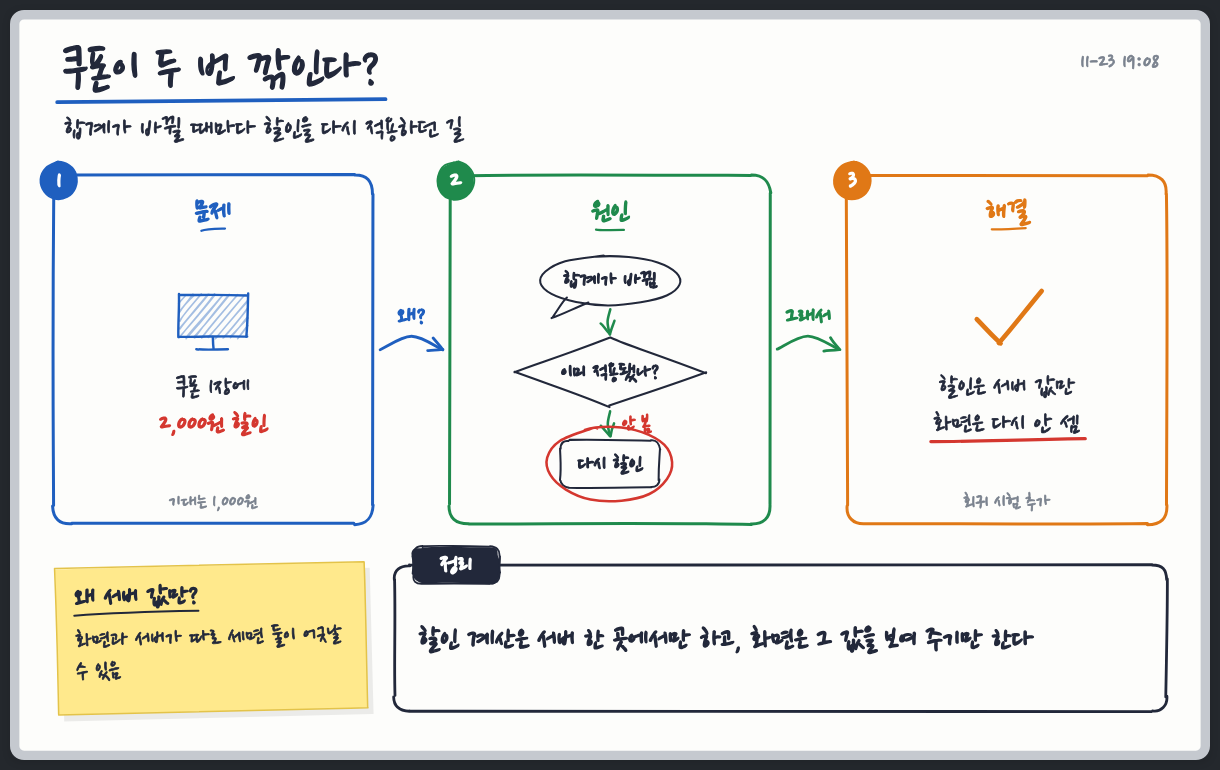 쿠폰이 두 번 깎인다?
11-23 19:08
합계가 바뀔 때마다 할인을 다시 적용하던 길
1
문제
쿠폰 1장에
2,000원 할인
기대는 1,000원
왜?
2
원인
합계가 바뀜
이미 적용됐나?
안 봄
다시 할인
그래서
3
해결
할인은 서버 값만
화면은 다시 안 셈
회귀 시험 추가
왜 서버 값만?
화면과 서버가 따로 세면 둘이 어긋날
수 있음
정리
할인 계산은 서버 한 곳에서만 하고, 화면은 그 값을 보여 주기만 한다